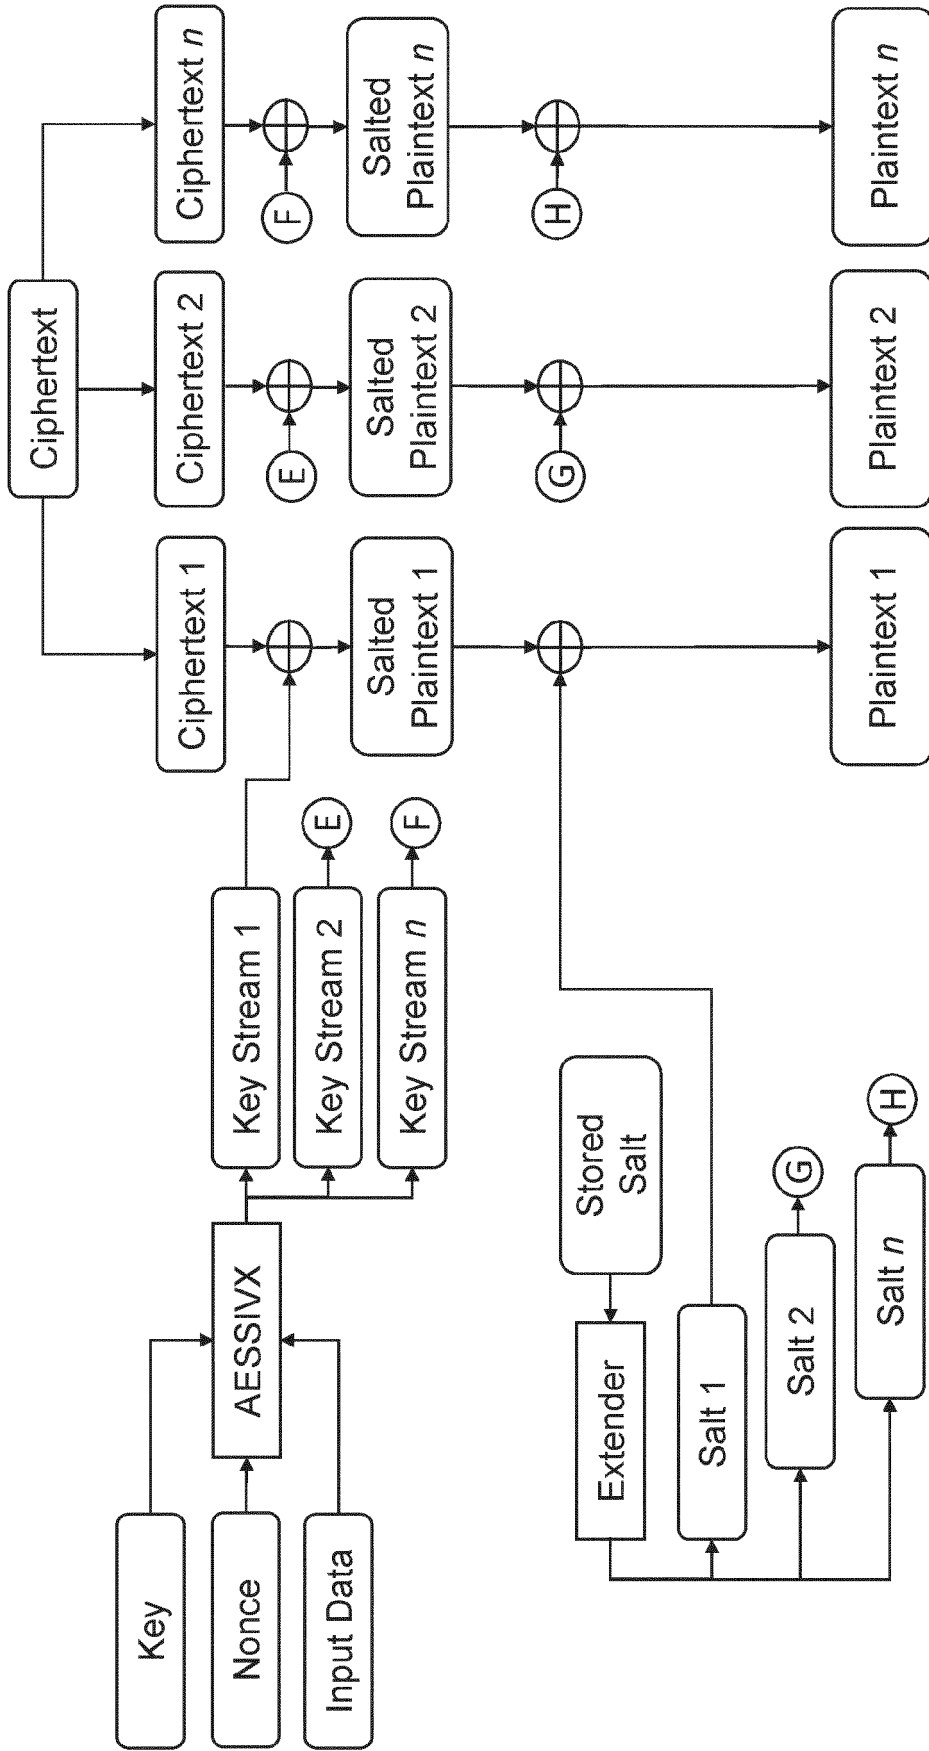 Ciphertext
Key
Nonce
Input Data
AESSIVX
Key Stream 1
Key Stream 2
Key Stream n
E
F
Ciphertext 1
Ciphertext 2
Ciphertext n
E
F
Salted
Plaintext 1
Salted
Plaintext 2
Salted
Plaintext n
Stored
Salt
Extender
Salt 1
Salt 2
Salt n
G
H
G
H
Plaintext 1
Plaintext 2
Plaintext n